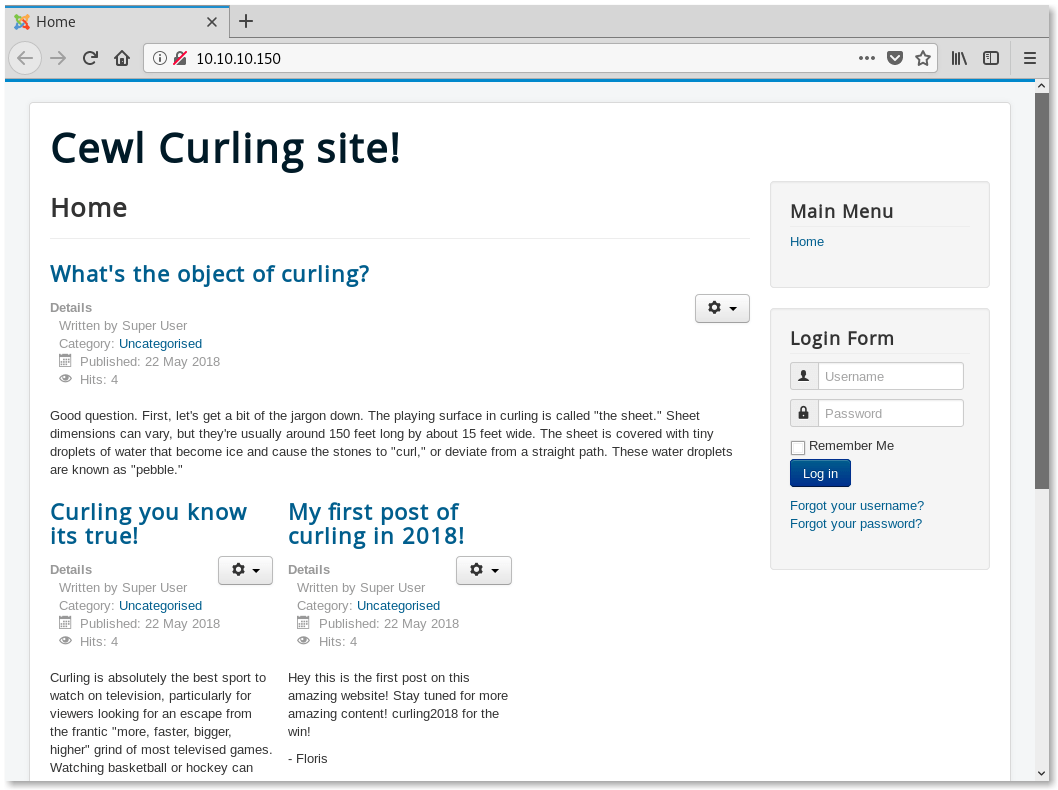 Home
10.10.10.150
Cewl Curling site!
Home
What's the object of curling?
Details
Written by Super User
Category: Uncategorised
Published: 22 May 2018
Hits: 4
Good question. First, let's get a bit of the jargon down. The playing surface in curling is called "the sheet." Sheet
dimensions can vary, but they're usually around 150 feet long by about 15 feet wide. The sheet is covered with tiny
droplets of water that become ice and cause the stones to "curl," or deviate from a straight path. These water droplets
are known as "pebble."
Curling you know
its true!
Details
Written by Super User
Category: Uncategorised
Published: 22 May 2018
Hits: 4
Curling is absolutely the best sport to
watch on television, particularly for
viewers looking for an escape from
the frantic "more, faster, bigger,
higher" grind of most televised games.
Watching basketball or hockey can
My first post of
curling in 2018!
Details
Written by Super User
Category: Uncategorised
Published: 22 May 2018
Hits: 4
Hey this is the first post on this
amazing website! Stay tuned for more
amazing content! curling2018 for the
win!
- Floris
Main Menu
Home
Login Form
Username
Password
Remember Me
Log in
Forgot your username?
Forgot your password?